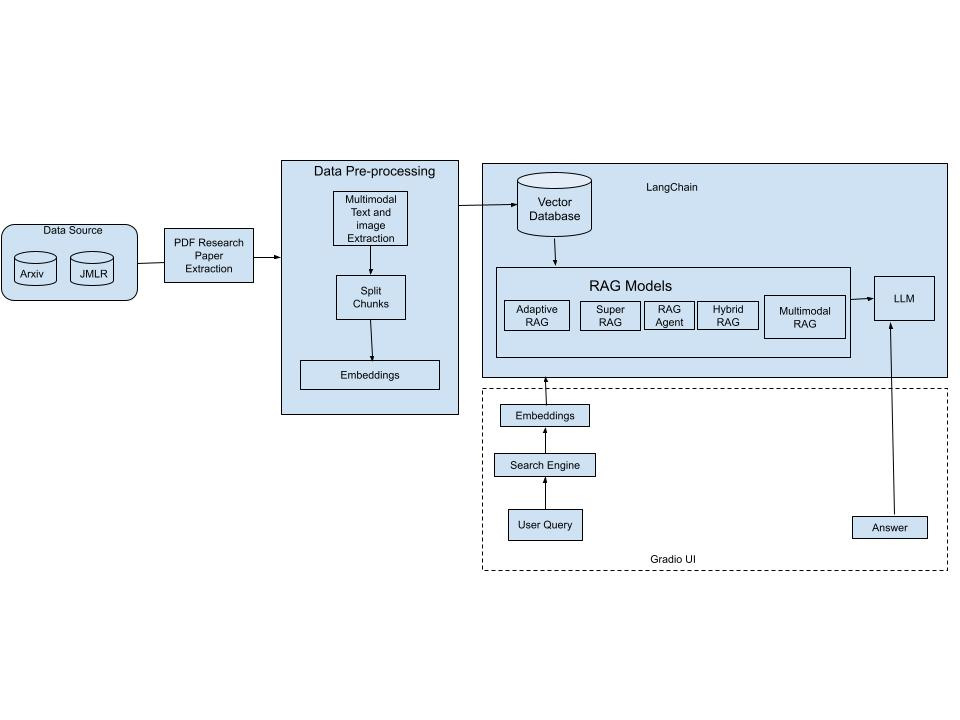 Data Source
Arxiv
JMLR
PDF Research
Paper
Extraction
Data Pre-processing
Multimodal
Text and
image
Extraction
Split
Chunks
Embeddings
LangChain
Vector
Database
RAG Models
Adaptive
RAG
Super
RAG
RAG
Agent
Hybrid
RAG
Multimodal
RAG
LLM
Embeddings
Search Engine
User Query
Answer
Gradio UI